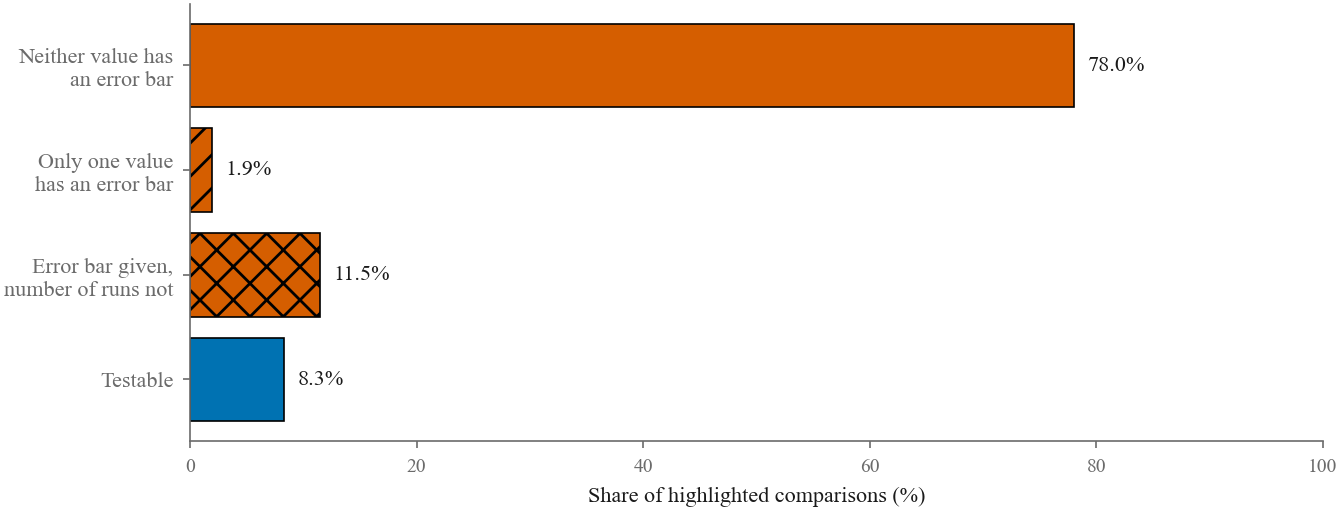 Neither value has
an error bar
78.0%
Only one value
has an error bar
1.9%
Error bar given,
number of runs not
11.5%
Testable
8.3%
0 20 40 60 80 100
Share of highlighted comparisons (%)